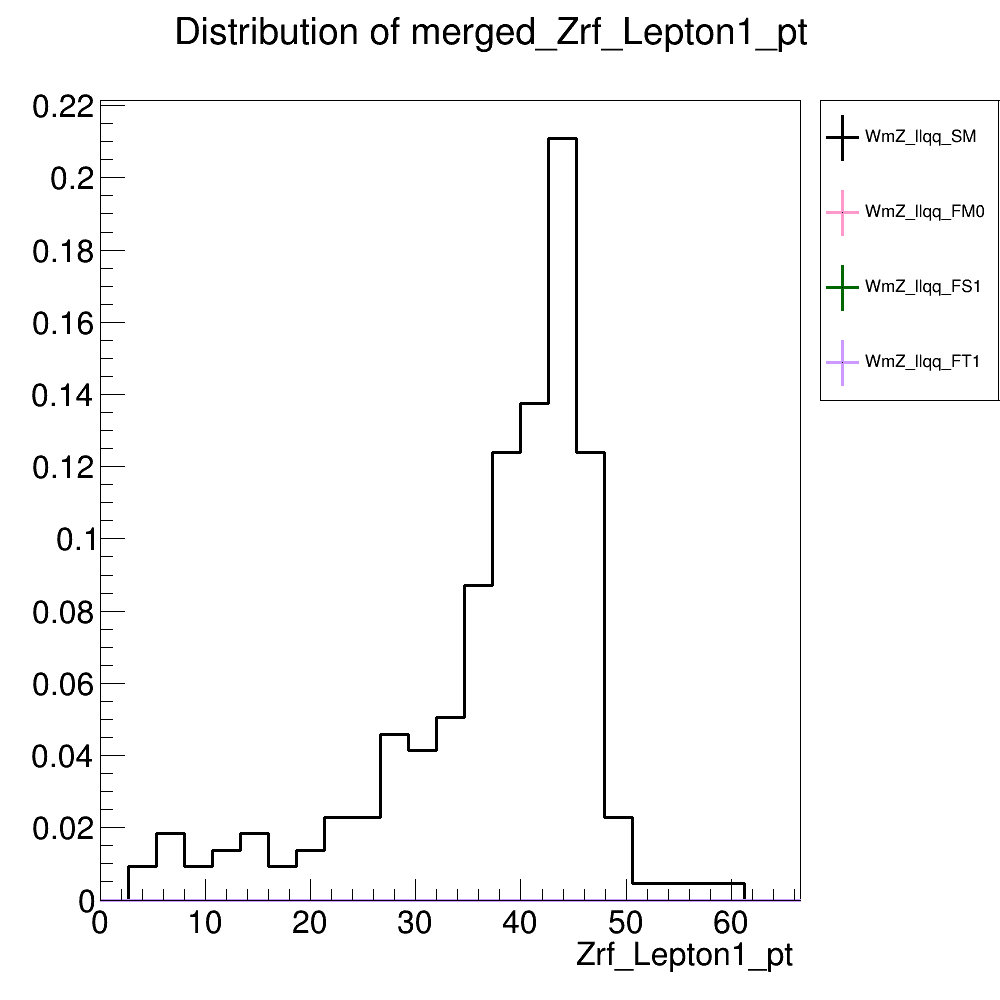 Distribution of merged_Zrf_Lepton1_pt
0.22
0.2
0.18
0.16
0.14
0.12
0.1
0.08
0.06
0.04
0.02
0
0 10 20 30 40 50 60
Zrf_Lepton1_pt
WmZ_llqq_SM
WmZ_llqq_FM0
WmZ_llqq_FS1
WmZ_llqq_FT1